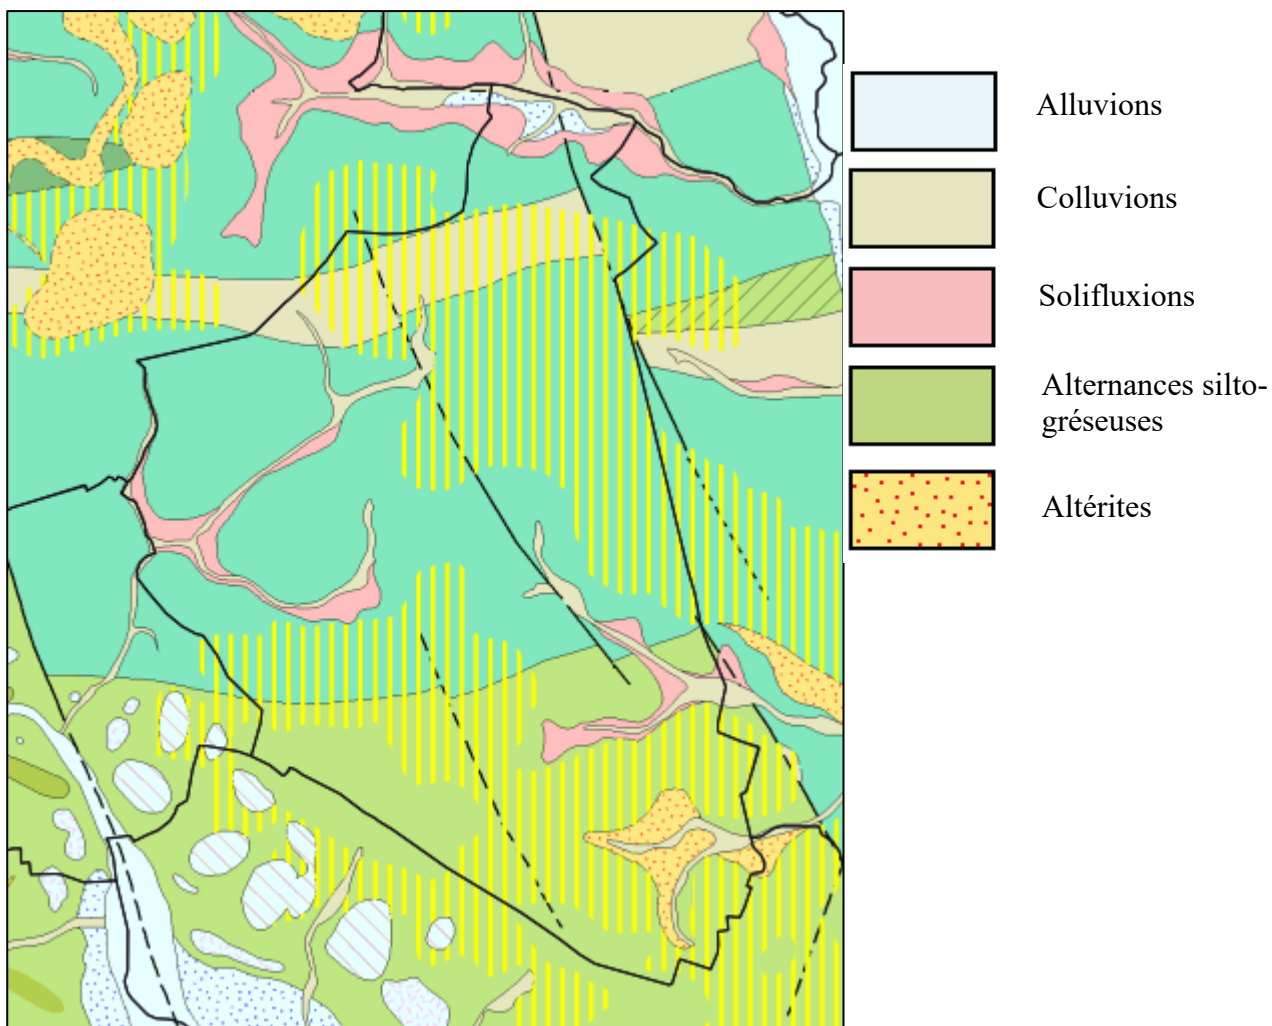 Alluvions
Colluvions
Solifluxions
Alternances silto-
gréseuses
Altérites